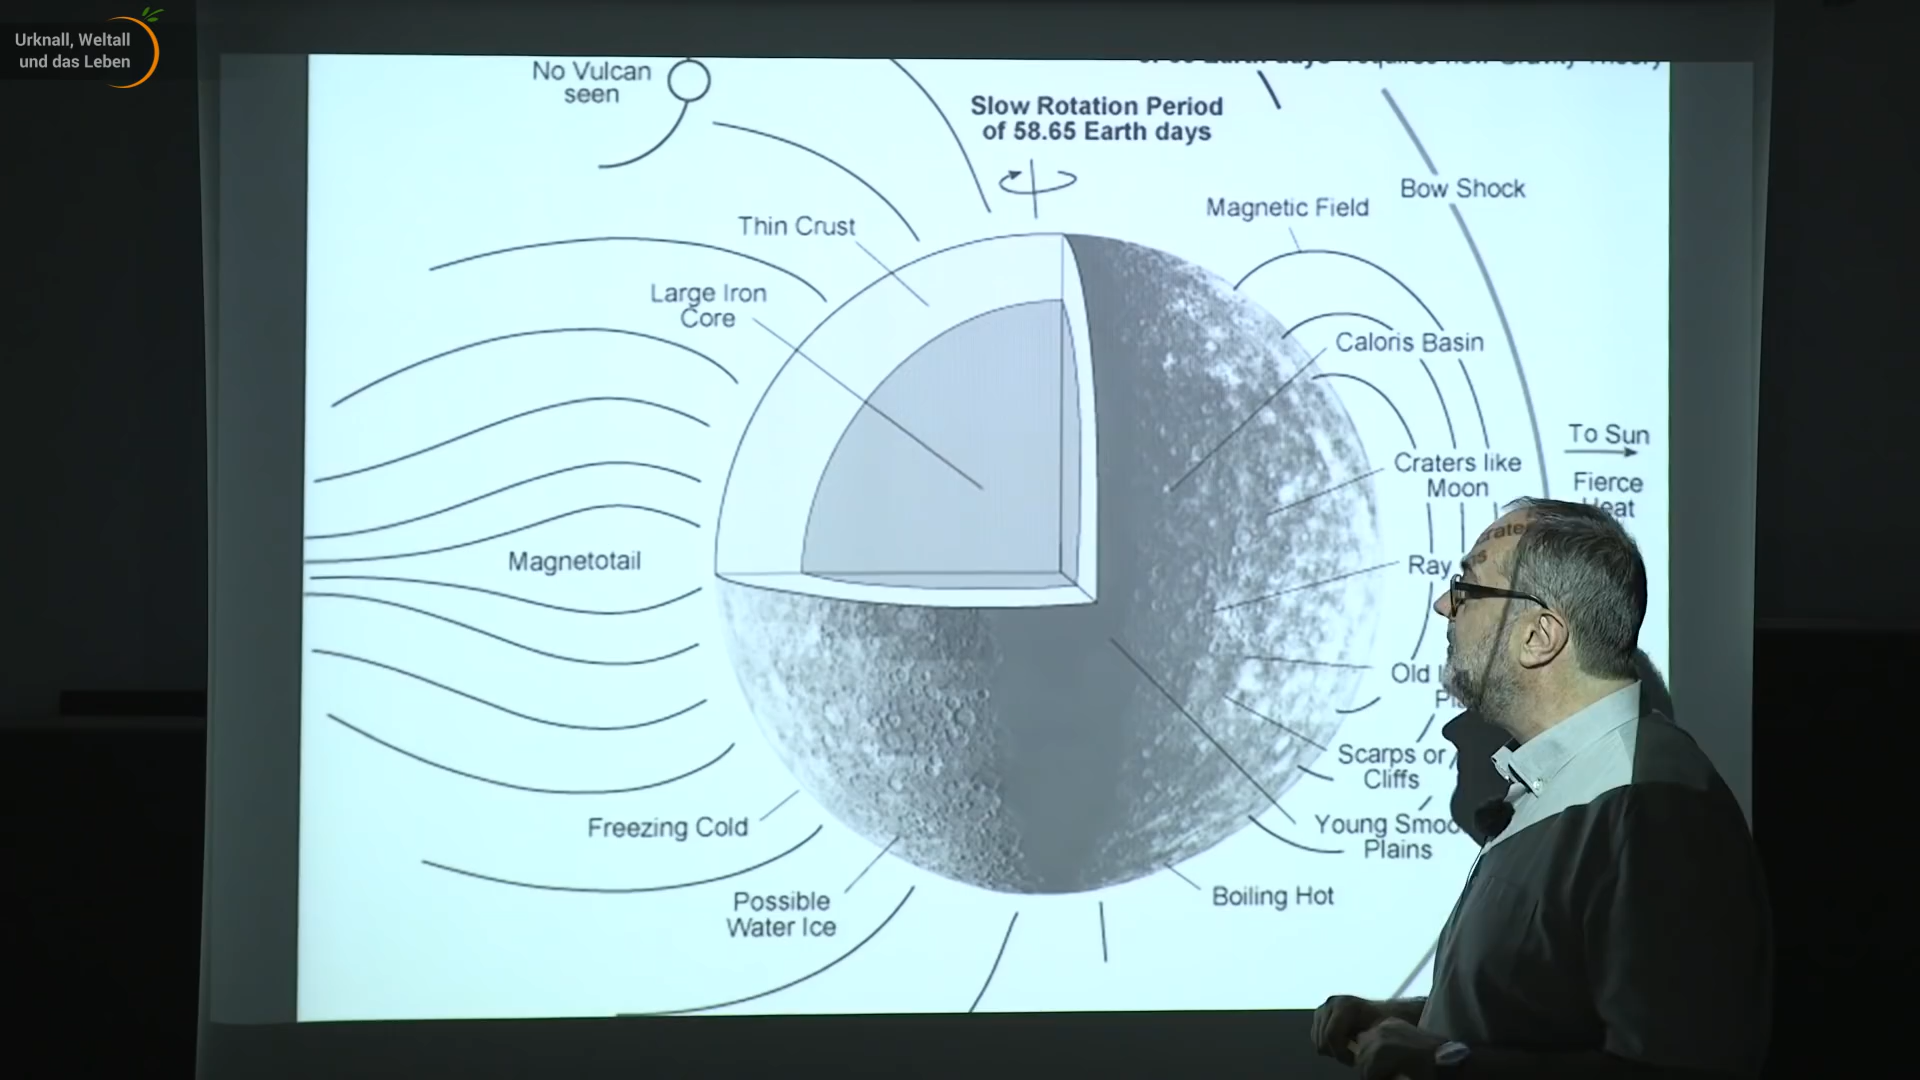 Urknall, Weltall
und das Leben
No Vulcan
seen
Slow Rotation Period
of 58.65 Earth days
Bow Shock
Magnetic Field
Thin Crust
Large Iron
Core
Caloris Basin
To Sun
Craters like
Moon
Fierce
Heat
Magnetotail
Ray
Old
Scarps or
Cliffs
Freezing Cold
Young Smoo
Plains
Possible
Water Ice
Boiling Hot